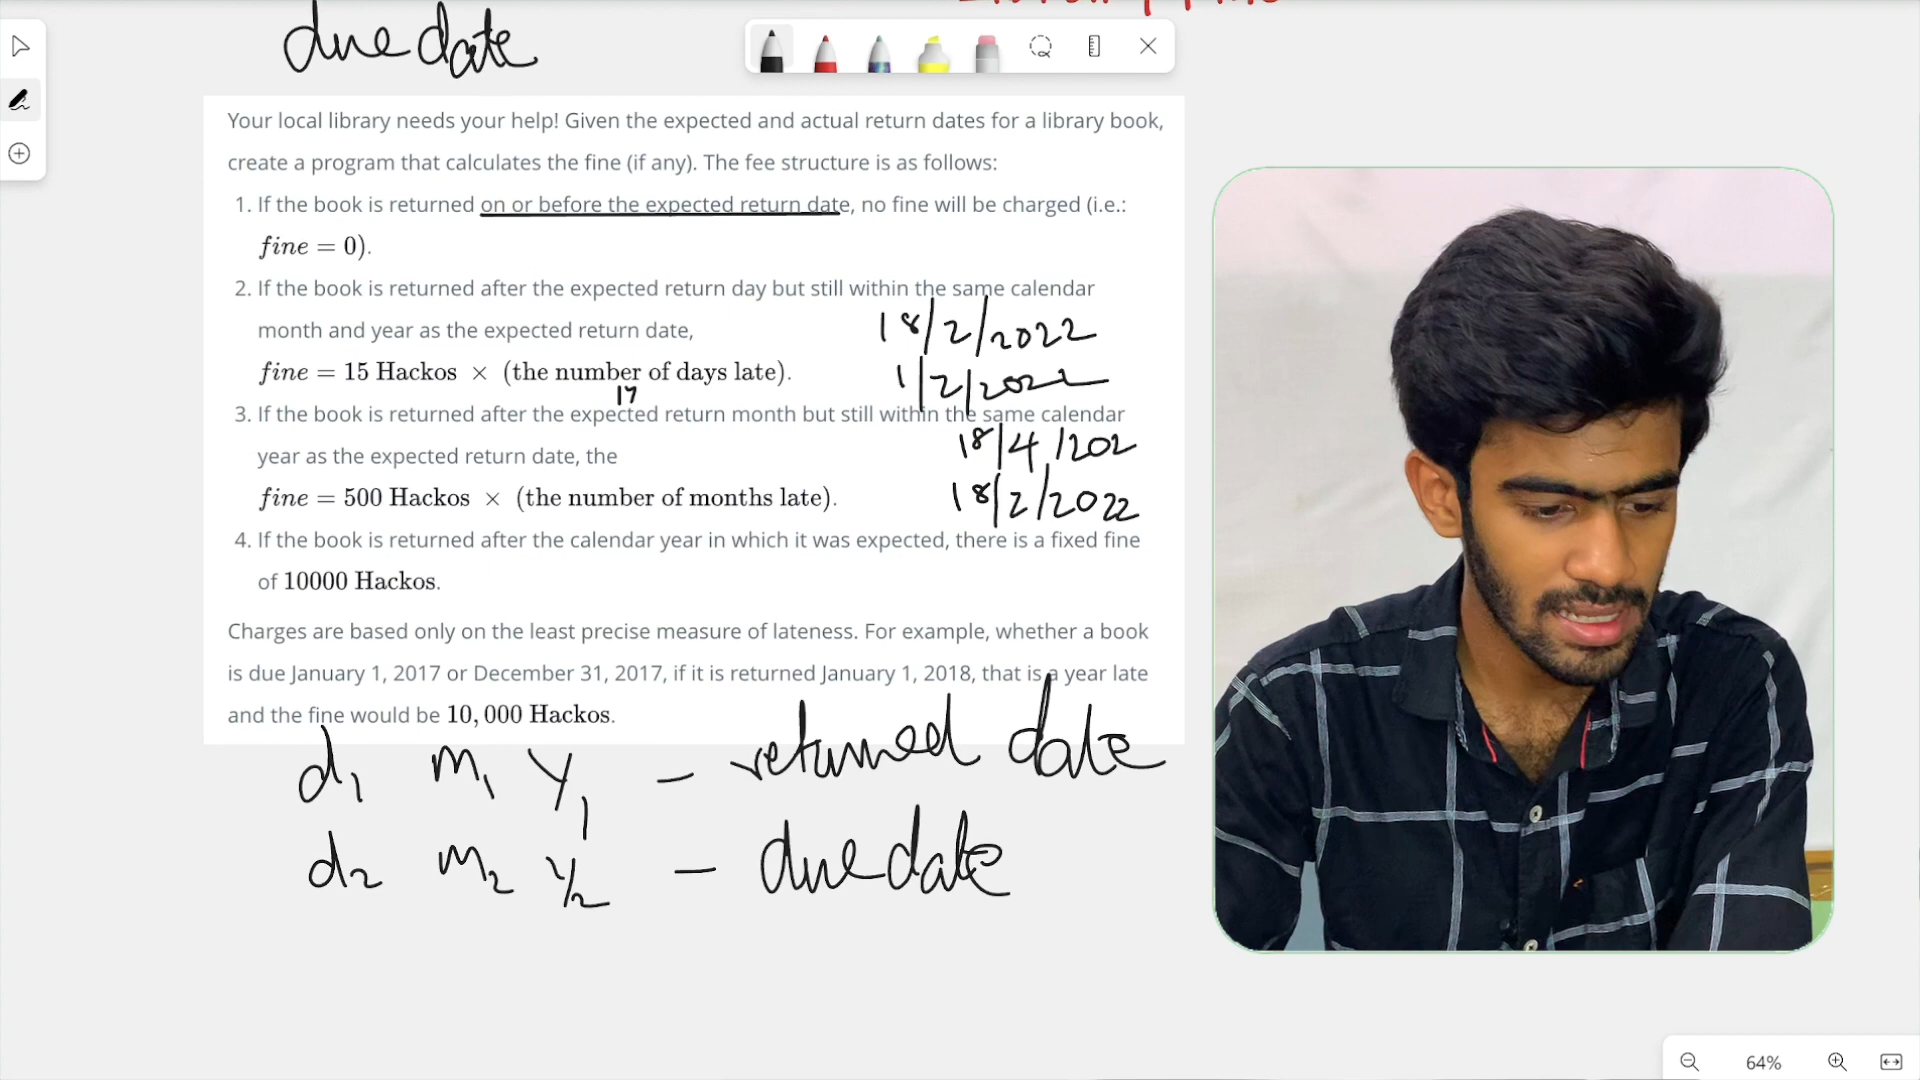 due date
Your local library needs your help! Given the expected and actual return dates for a library book,
create a program that calculates the fine (if any). The fee structure is as follows:
1. If the book is returned on or before the expected return date, no fine will be charged (i.e.:
fine = 0).
2. If the book is returned after the expected return day but still within the same calendar
month and year as the expected return date,
18/2/2022
fine = 15 Hackos × (the number of days late).
1/2/2022
17
3. If the book is returned after the expected return month but still within the same calendar
18/4/202
year as the expected return date, the
fine = 500 Hackos × (the number of months late).
18/2/2022
4. If the book is returned after the calendar year in which it was expected, there is a fixed fine
of 10000 Hackos.
Charges are based only on the least precise measure of lateness. For example, whether a book
is due January 1, 2017 or December 31, 2017, if it is returned January 1, 2018, that is a year late
and the fine would be 10, 000 Hackos.
d1 m1 y1 - returned date
d2 m2 y2 - due date
64%